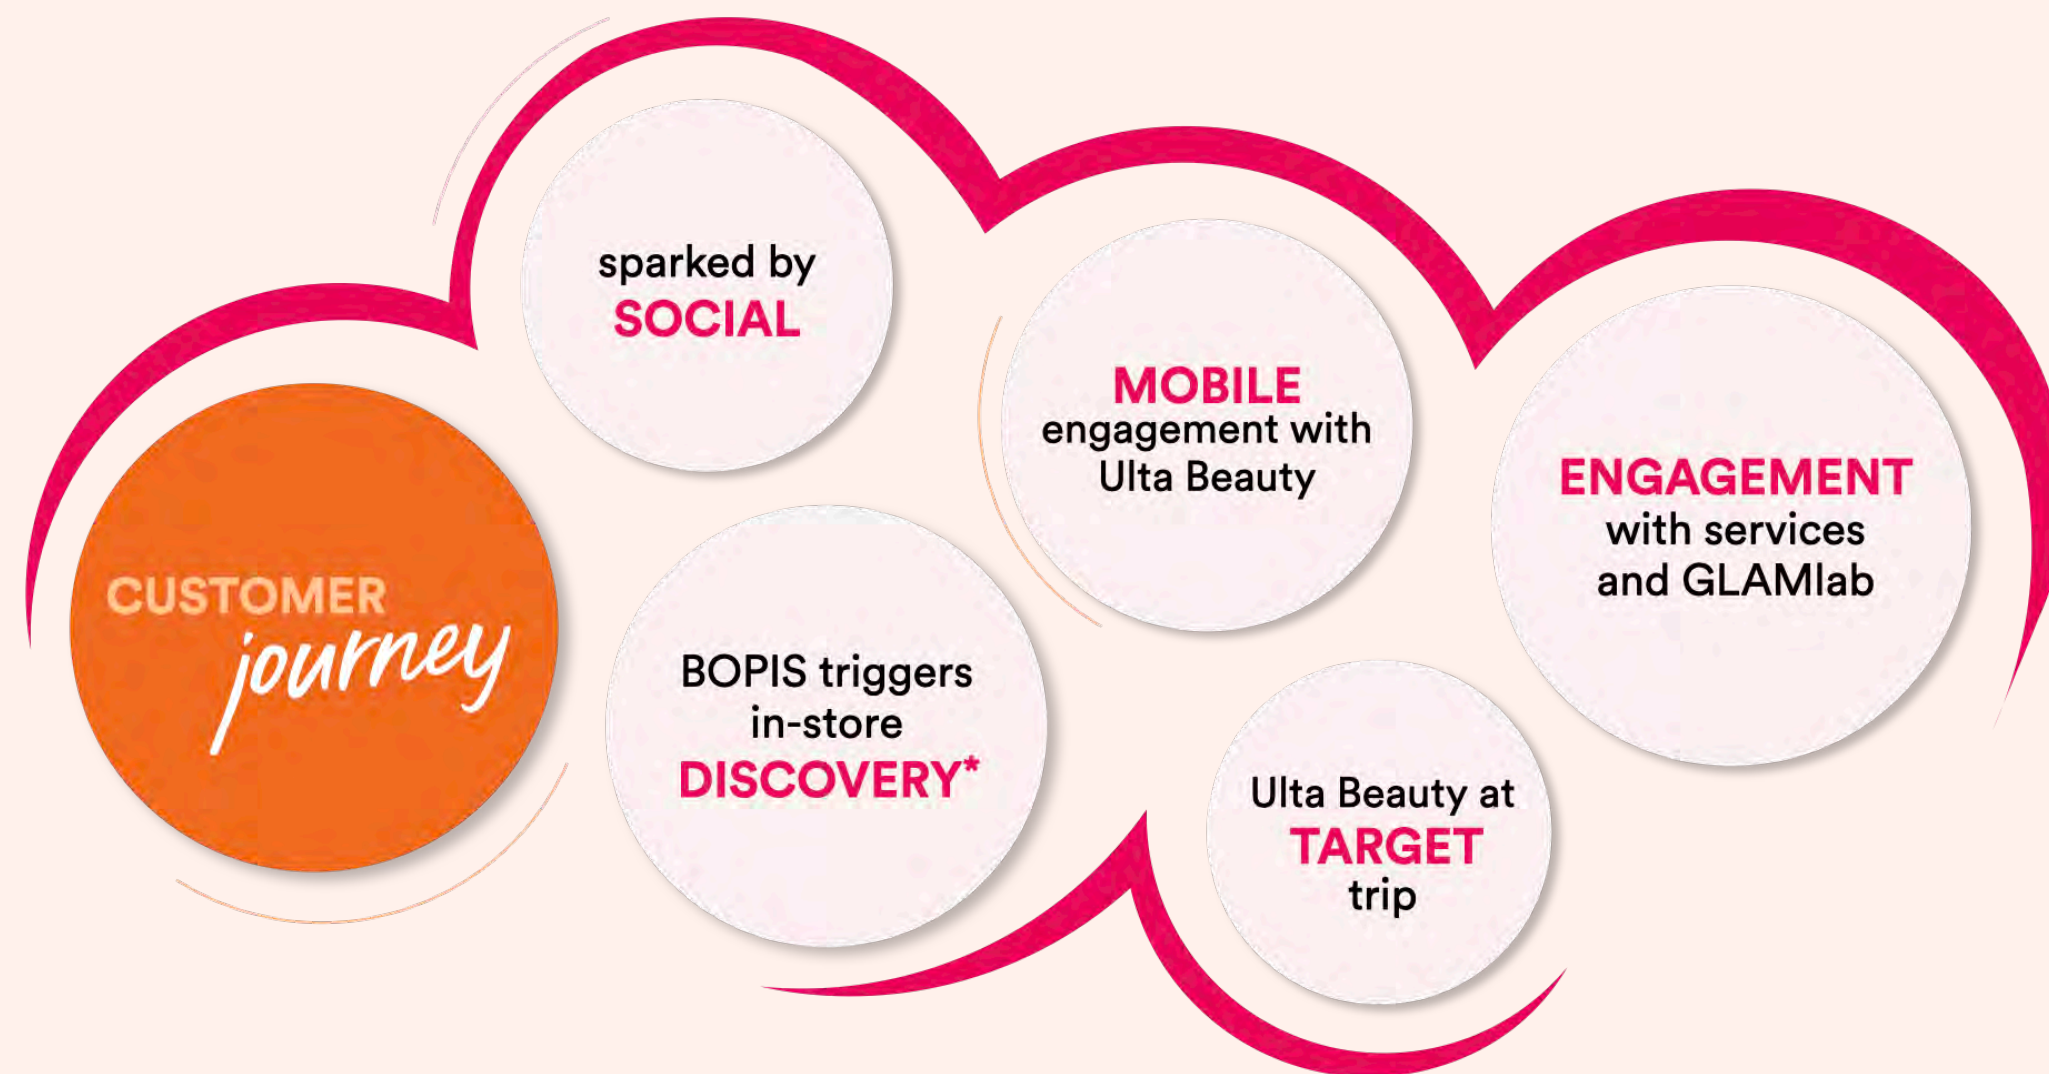 CUSTOMER
journey
sparked by
SOCIAL
BOPIS triggers
in-store
DISCOVERY*
MOBILE
engagement with
Ulta Beauty
Ulta Beauty at
TARGET
trip
ENGAGEMENT
with services
and GLAMlab